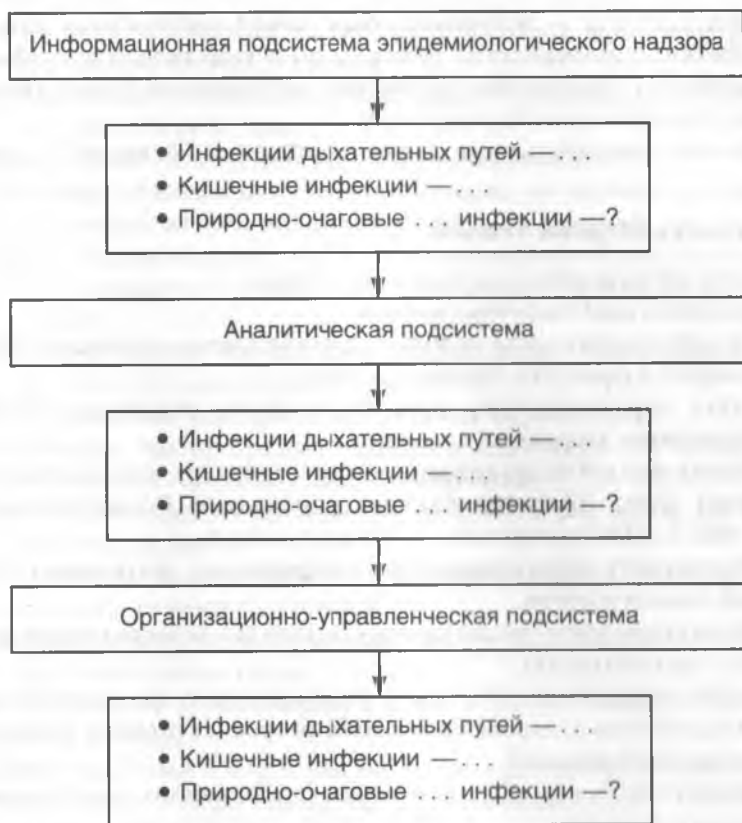 Информационная подсистема эпидемиологического надзора
• Инфекции дыхательных путей — . . .
• Кишечные инфекции — . . .
• Природно-очаговые . . . инфекции —?
Аналитическая подсистема
• Инфекции дыхательных путей — . . .
• Кишечные инфекции — . . .
• Природно-очаговые . . . инфекции —?
Организационно-управленческая подсистема
• Инфекции дыхательных путей — . . .
• Кишечные инфекции — . . .
• Природно-очаговые . . . инфекции —?